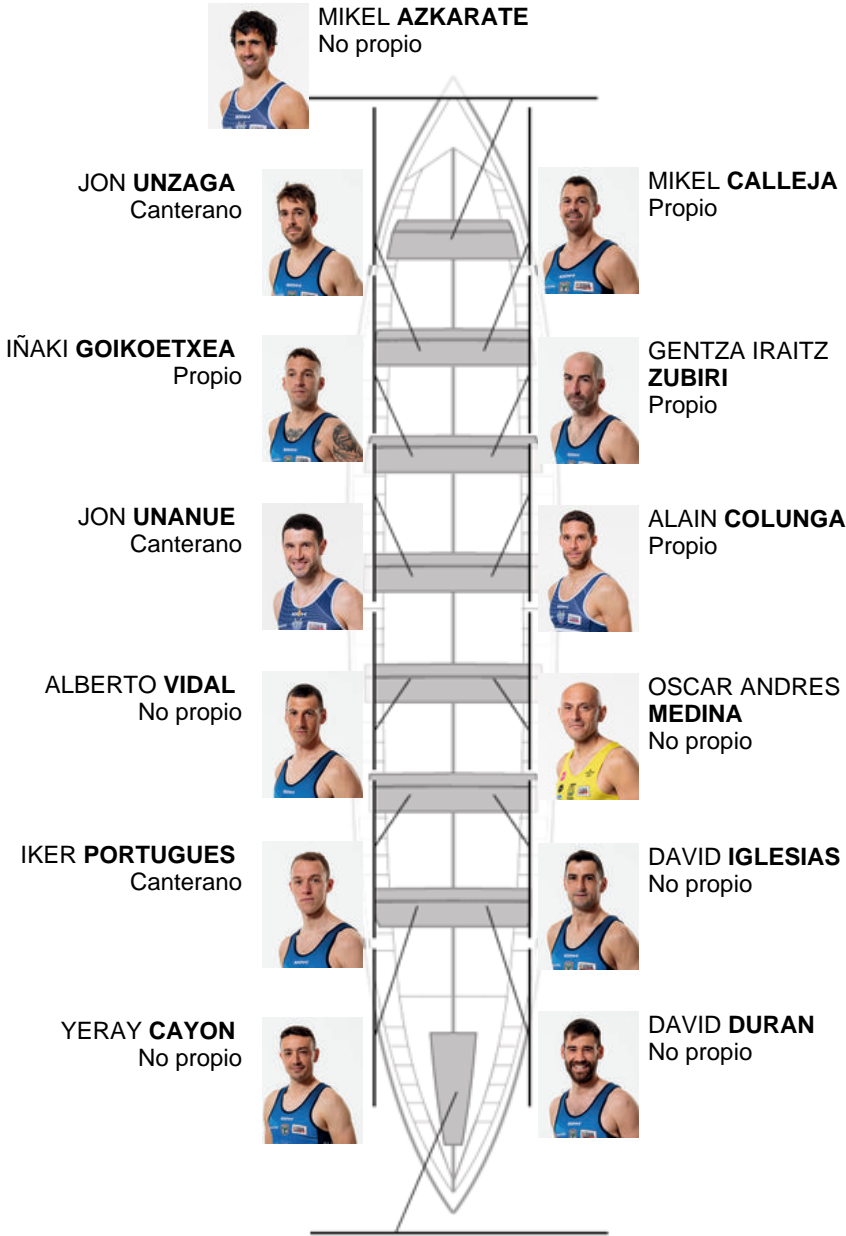 MIKEL AZKARATE
No propio
JON UNZAGA
Canterano
MIKEL CALLEJA
Propio
IÑAKI GOIKOETXEA
Propio
GENTZA IRAITZ
ZUBIRI
Propio
JON UNANUE
Canterano
ALAIN COLUNGA
Propio
ALBERTO VIDAL
No propio
OSCAR ANDRES
MEDINA
No propio
IKER PORTUGUES
Canterano
DAVID IGLESIAS
No propio
YERAY CAYON
No propio
DAVID DURAN
No propio